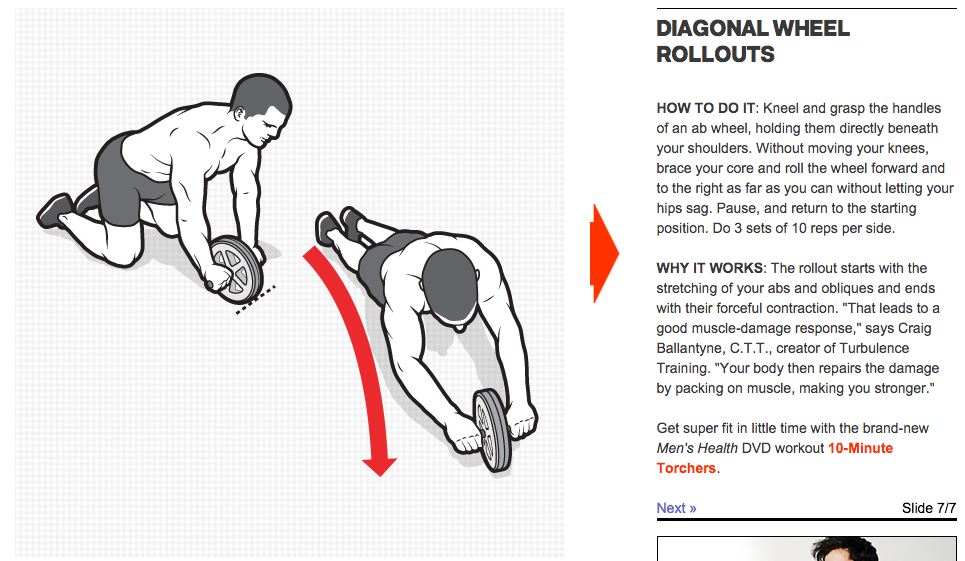 DIAGONAL WHEEL
ROLLOUTS
HOW TO DO IT: Kneel and grasp the handles
of an ab wheel, holding them directly beneath
your shoulders. Without moving your knees,
brace your core and roll the wheel forward and
to the right as far as you can without letting your
hips sag. Pause, and return to the starting
position. Do 3 sets of 10 reps per side.
WHY IT WORKS: The rollout starts with the
stretching of your abs and obliques and ends
with their forceful contraction. "That leads to a
good muscle-damage response," says Craig
Ballantyne, C.T.T., creator of Turbulence
Training. "Your body then repairs the damage
by packing on muscle, making you stronger."
Get super fit in little time with the brand-new
Men's Health DVD workout 10-Minute
Torchers.
Next » Slide 7/7